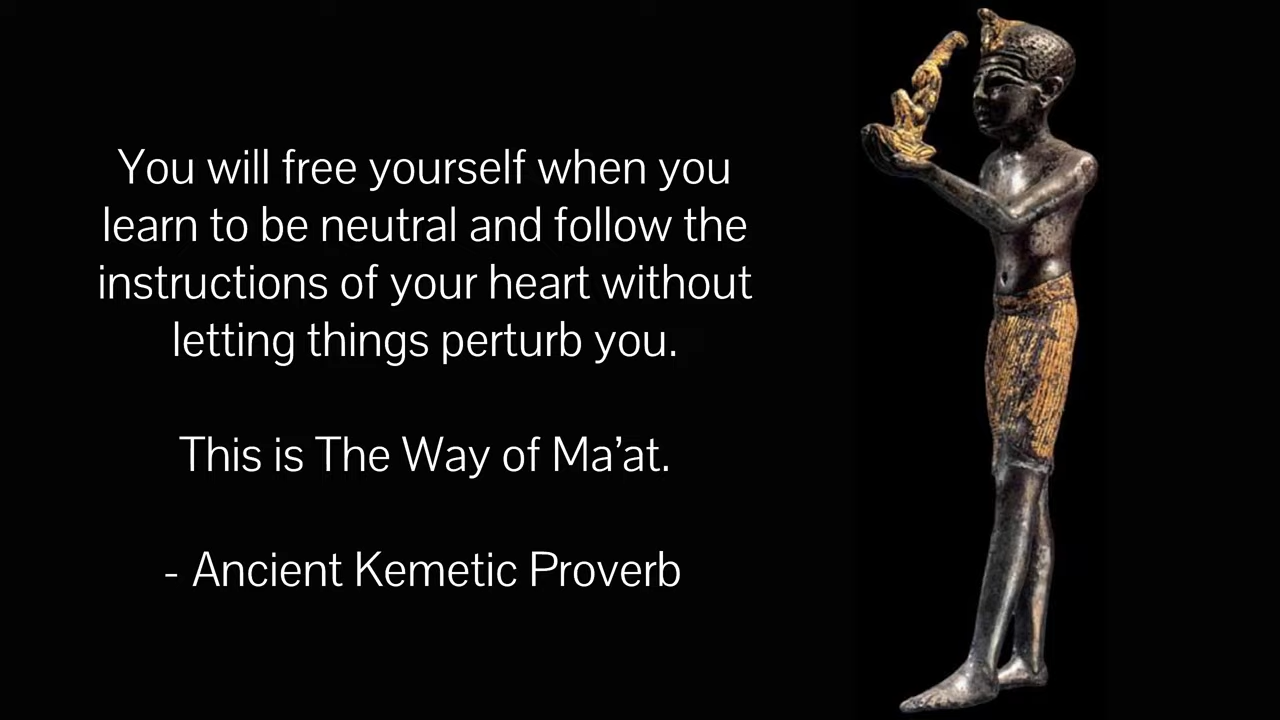 You will free yourself when you
learn to be neutral and follow the
instructions of your heart without
letting things perturb you.
This is The Way of Ma’at.
- Ancient Kemetic Proverb